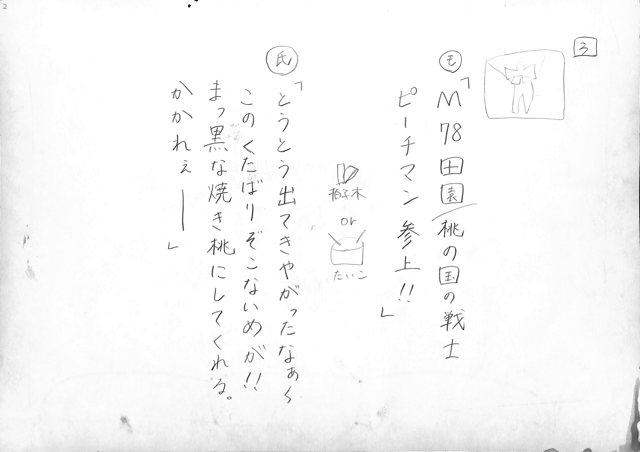 3
モ「M78田園桃の国の戦士
ピーチマン参上!!」
拍子木
or
たいこ
氏「とうとう出てきやがったなぁ〜
このくたばりぞこないめが!!
まっ黒な焼き桃にしてくれる。
かかれぇー」
2